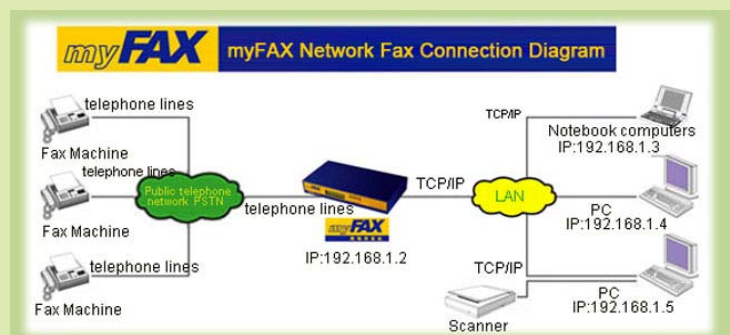 myFAX myFAX Network Fax Connection Diagram
telephone lines
Fax Machine
telephone lines
Fax Machine
telephone lines
Fax Machine
Public telephone
network PSTN
telephone lines
myFAX
IP:192.168.1.2
TCP/IP
LAN
TCP/IP
Notebook computers
IP:192.168.1.3
PC
IP:192.168.1.4
TCP/IP
PC
IP:192.168.1.5
Scanner